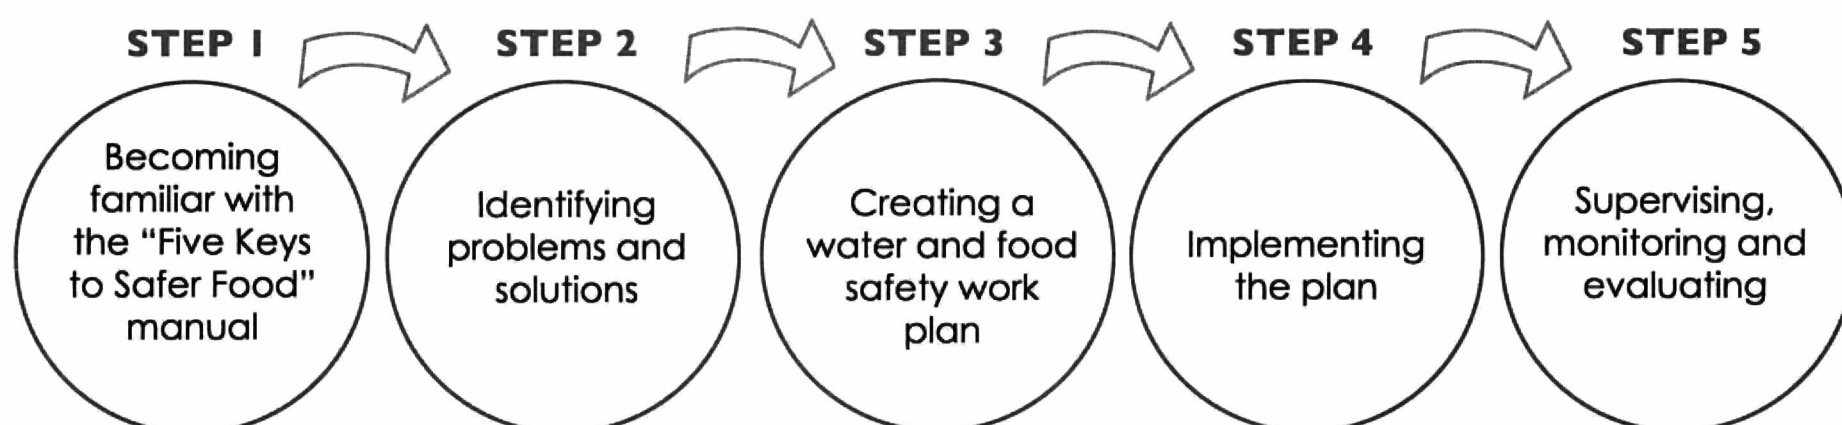 STEP 1
Becoming
familiar with
the “Five Keys
to Safer Food”
manual
STEP 2
Identifying
problems and
solutions
STEP 3
Creating a
water and food
safety work
plan
STEP 4
Implementing
the plan
STEP 5
Supervising,
monitoring and
evaluating